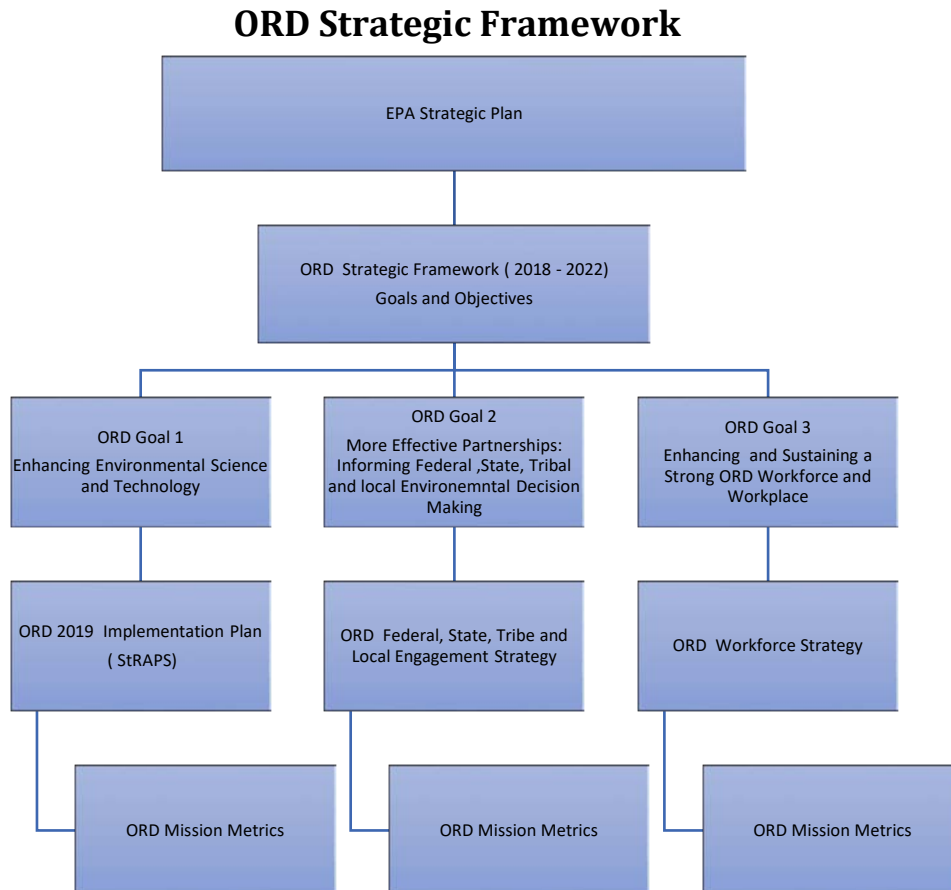 ORD Strategic Framework
EPA Strategic Plan
ORD Strategic Framework ( 2018 - 2022)
Goals and Objectives
ORD Goal 1
Enhancing Environmental Science
and Technology
ORD Goal 2
More Effective Partnerships:
Informing Federal ,State, Tribal
and local Environemntal Decision
Making
ORD Goal 3
Enhancing and Sustaining a
Strong ORD Workforce and
Workplace
ORD 2019 Implementation Plan
( StRAPS)
ORD Federal, State, Tribe and
Local Engagement Strategy
ORD Workforce Strategy
ORD Mission Metrics
ORD Mission Metrics
ORD Mission Metrics